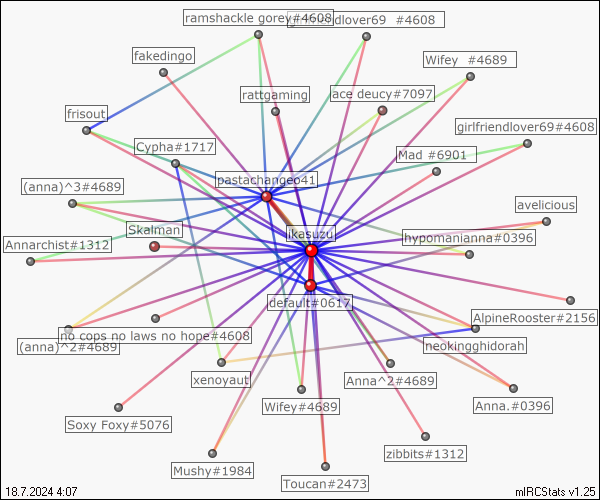 ramshackle gorey#4608
girlfriendlover69 #4608
fakedingo
Wifey #4689
rattgaming
ace deucy#7097
frisout
girlfriendlover69#4608
Cypha#1717
Mad #6901
pastachangeo41
(anna)^3#4689
avelicious
Skalman
ikasuzu
Annarchist#1312
hypomanianna#0396
default#0617
AlpineRooster#2156
no cops no laws no hope#4608
(anna)^2#4689
neokingghidorah
xenoyaut
Anna^2#4689
Wifey#4689
Anna.#0396
Soxy Foxy#5076
zibbits#1312
Mushy#1984
Toucan#2473
18.7.2024 4:07
mIRCStats v1.25